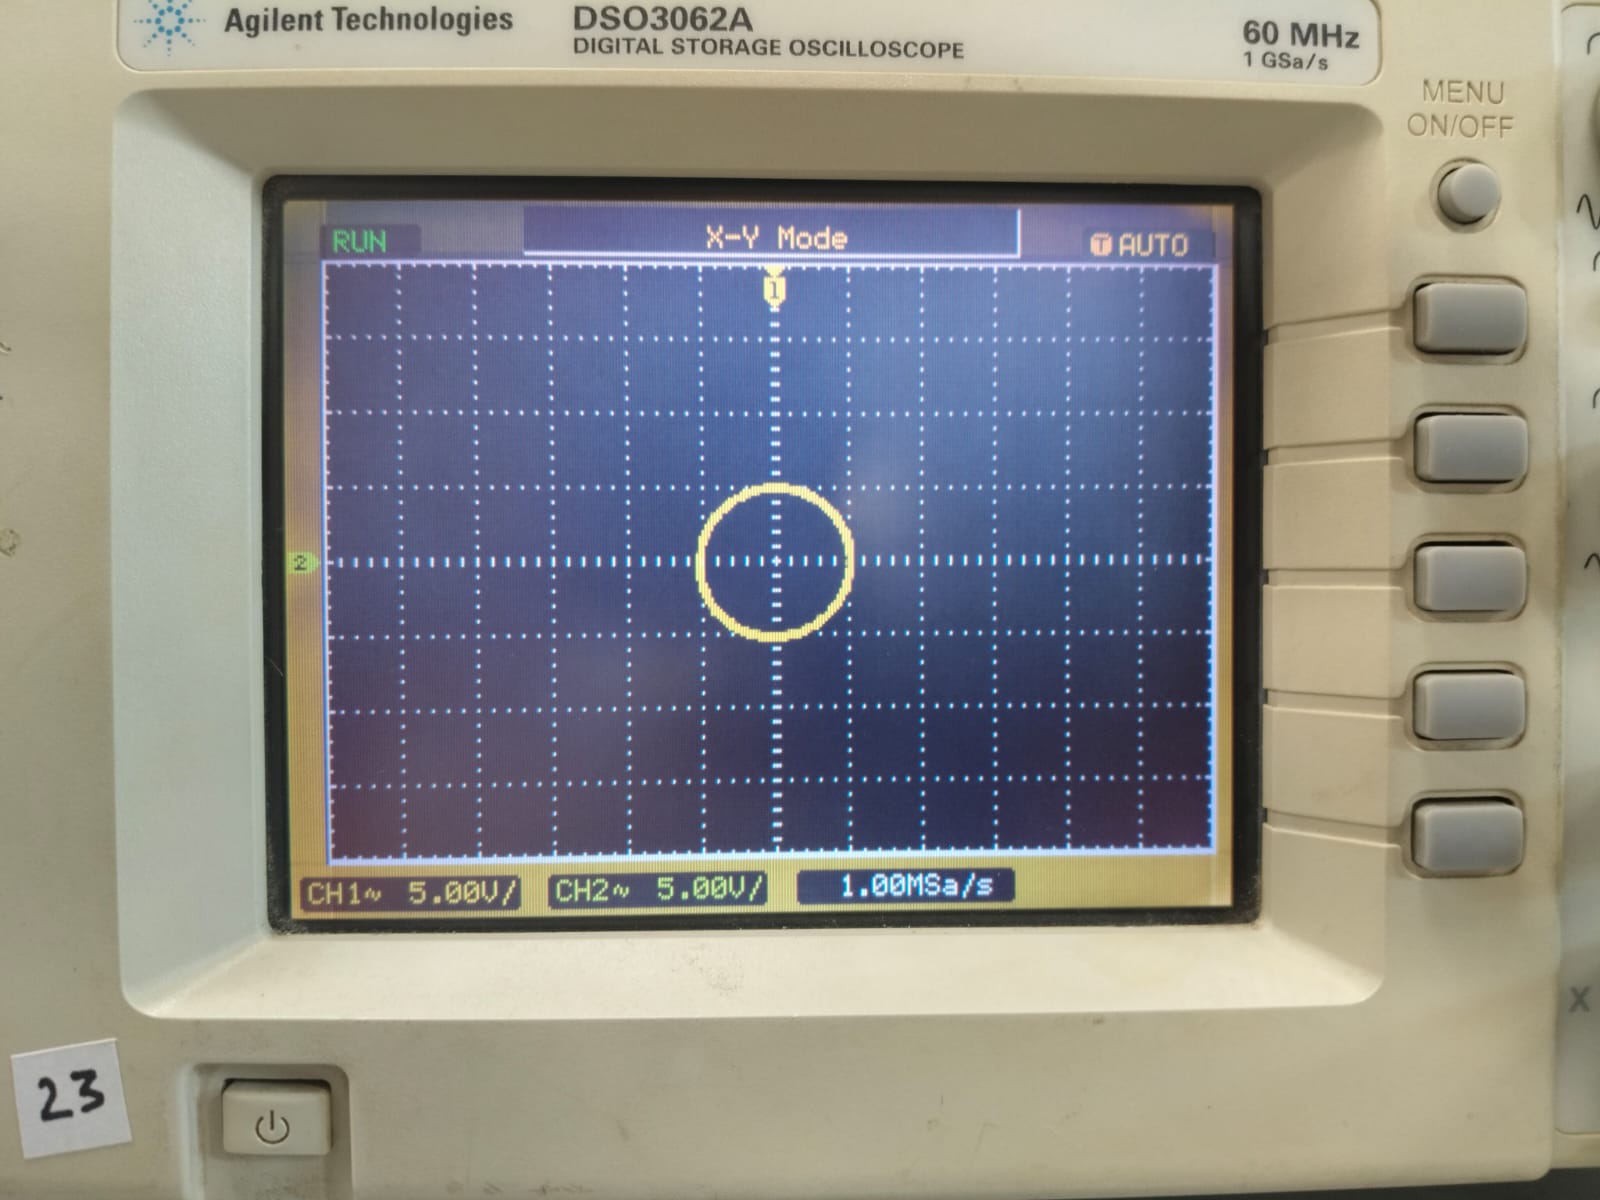 Agilent Technologies
DSO3062A
DIGITAL STORAGE OSCILLOSCOPE
60 MHz
1 GSa/s
MENU
ON/OFF
RUN
X-Y Mode
T AUTO
1
2
CH1∿ 5.00V/
CH2∿ 5.00V/
1.00MSa/s
X
23